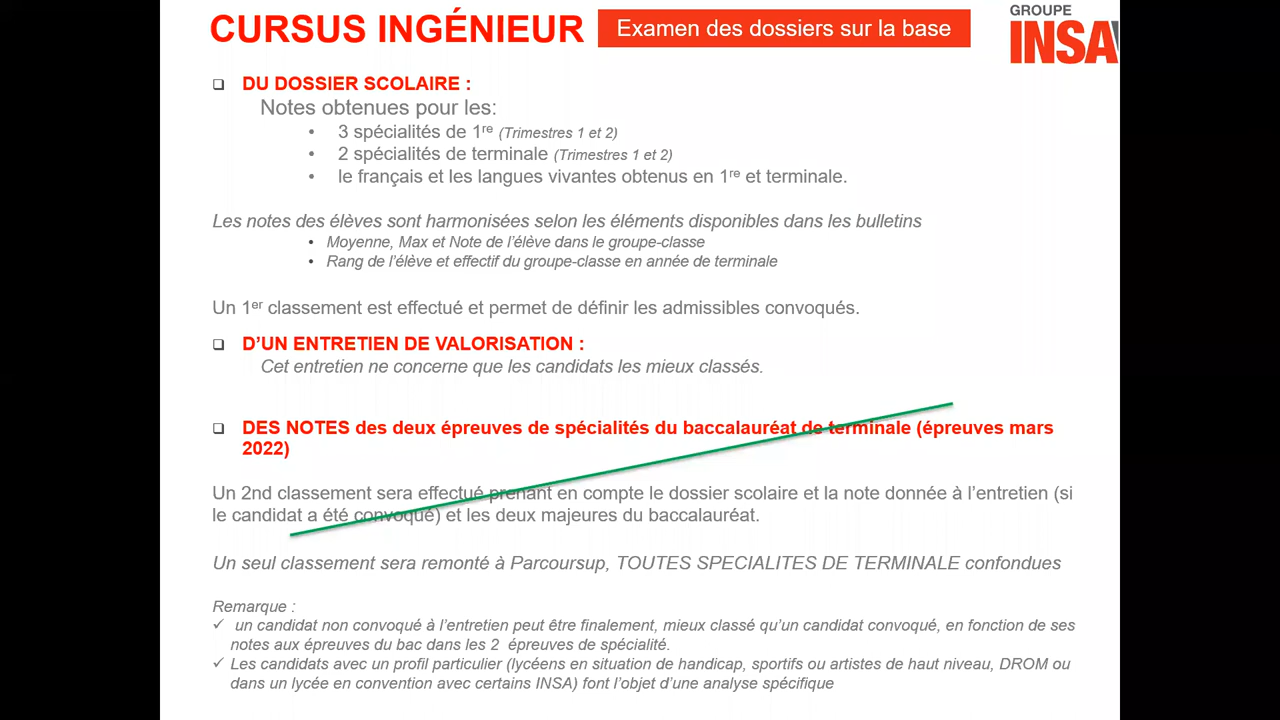 CURSUS INGÉNIEUR Examen des dossiers sur la base
GROUPE
INSA
DU DOSSIER SCOLAIRE :
Notes obtenues pour les:
• 3 spécialités de 1re (Trimestres 1 et 2)
• 2 spécialités de terminale (Trimestres 1 et 2)
• le français et les langues vivantes obtenus en 1re et terminale.
Les notes des élèves sont harmonisées selon les éléments disponibles dans les bulletins
• Moyenne, Max et Note de l’élève dans le groupe-classe
• Rang de l’élève et effectif du groupe-classe en année de terminale
Un 1er classement est effectué et permet de définir les admissibles convoqués.
D’UN ENTRETIEN DE VALORISATION :
Cet entretien ne concerne que les candidats les mieux classés.
DES NOTES des deux épreuves de spécialités du baccalauréat de terminale (épreuves mars
2022)
Un 2nd classement sera effectué prenant en compte le dossier scolaire et la note donnée à l’entretien (si
le candidat a été convoqué) et les deux majeures du baccalauréat.
Un seul classement sera remonté à Parcoursup, TOUTES SPECIALITES DE TERMINALE confondues
Remarque :
✓ un candidat non convoqué à l’entretien peut être finalement, mieux classé qu’un candidat convoqué, en fonction de ses
notes aux épreuves du bac dans les 2 épreuves de spécialité.
✓ Les candidats avec un profil particulier (lycéens en situation de handicap, sportifs ou artistes de haut niveau, DROM ou
dans un lycée en convention avec certains INSA) font l’objet d’une analyse spécifique